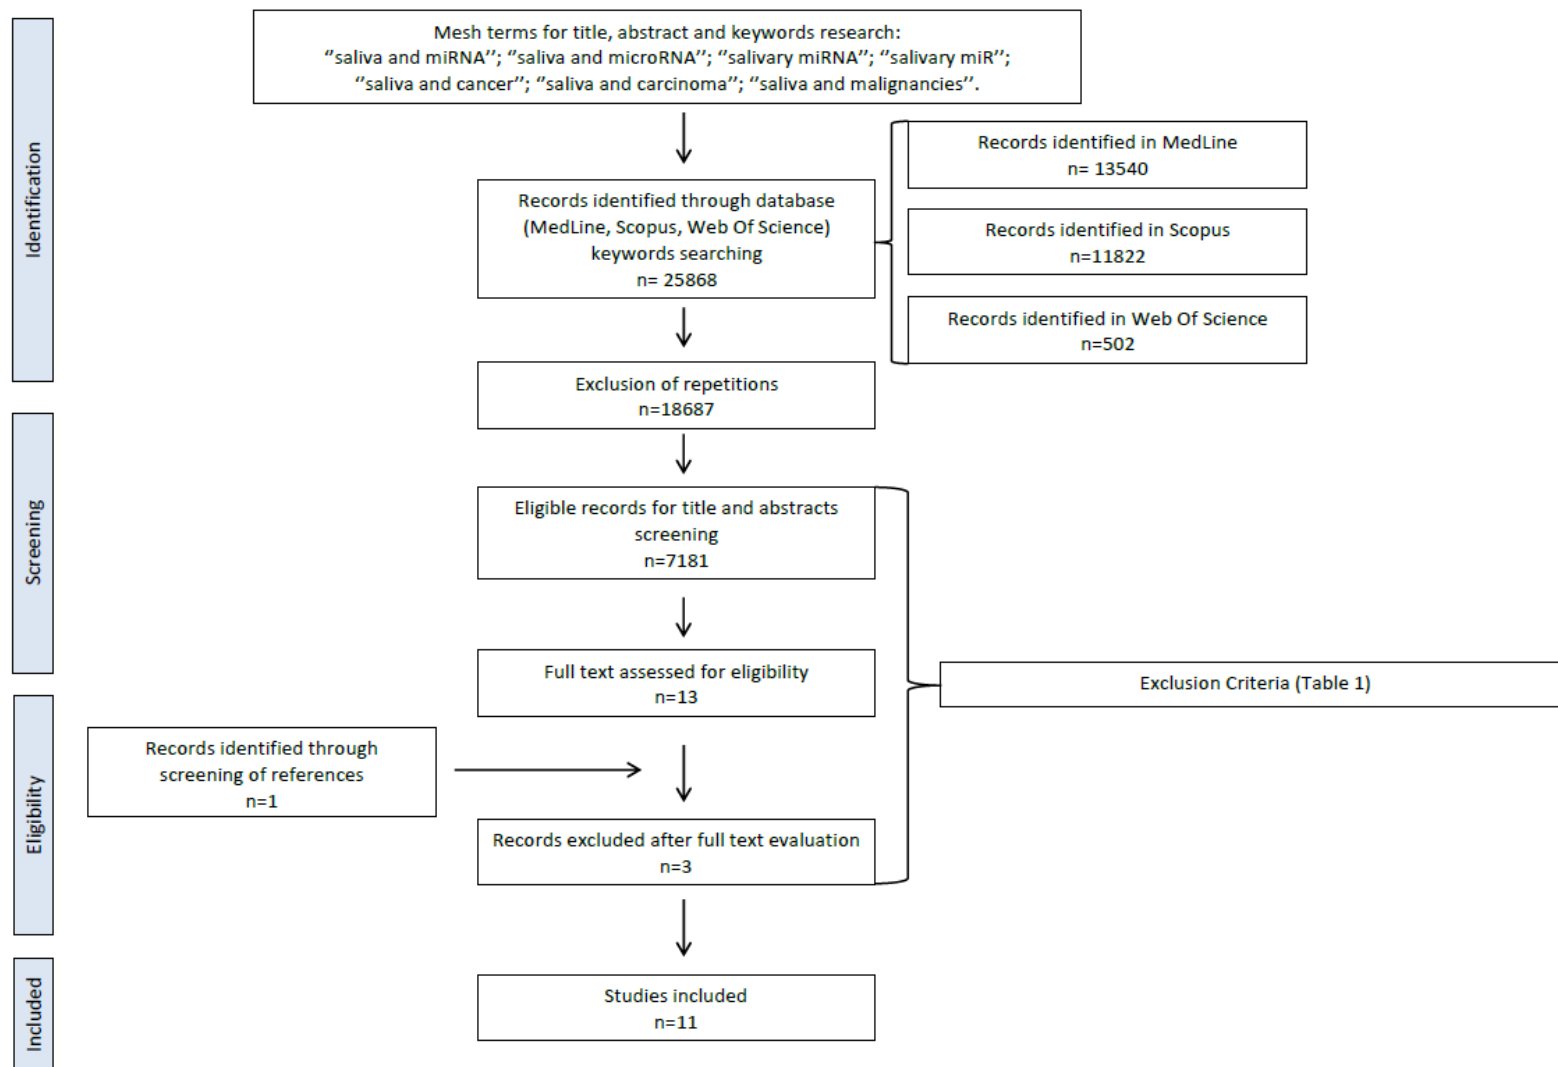 Mesh terms for title, abstract and keywords research:
‘’saliva and miRNA’’; ‘’saliva and microRNA’’; ‘’salivary miRNA’’; ‘’salivary miR’’;
‘’saliva and cancer’’; ‘’saliva and carcinoma’’; ‘’saliva and malignancies’’.
Identification
Records identified through database
(MedLine, Scopus, Web Of Science)
keywords searching
n= 25868
Records identified in MedLine
n= 13540
Records identified in Scopus
n=11822
Records identified in Web Of Science
n=502
Exclusion of repetitions
n=18687
Screening
Eligible records for title and abstracts
screening
n=7181
Full text assessed for eligibility
n=13
Exclusion Criteria (Table 1)
Eligibility
Records identified through
screening of references
n=1
Records excluded after full text evaluation
n=3
Included
Studies included
n=11